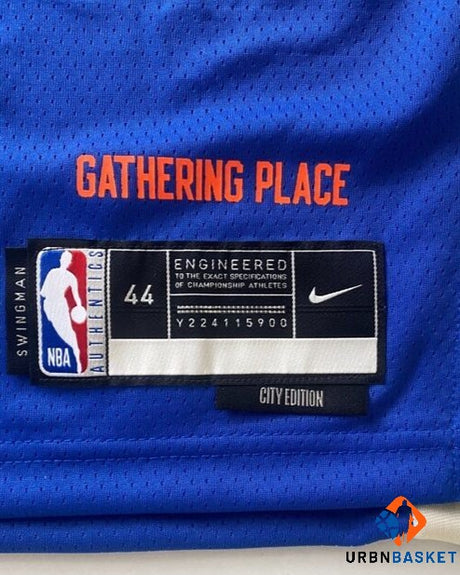 GATHERING PLACE
SWINGMAN
NBA
AUTHENTICS
44
ENGINEERED
TO THE EXACT SPECIFICATIONS
OF CHAMPIONSHIP ATHLETES
Y224115900
CITY EDITION
URBNBASKET